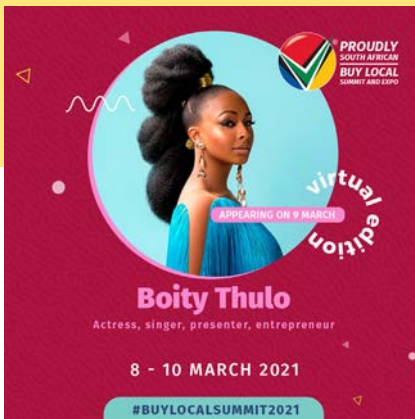 PROUDLY
SOUTH AFRICAN
BUY LOCAL
SUMMIT AND EXPO
virtual edition
APPEARING ON 9 MARCH
Boity Thulo
Actress, singer, presenter, entrepreneur
8 - 10 MARCH 2021
#BUYLOCALSUMMIT2021